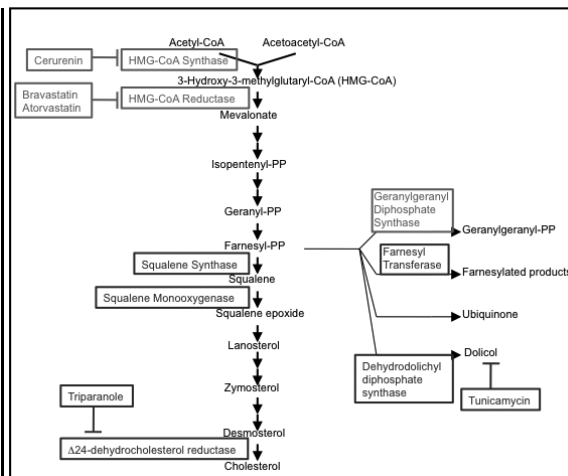 Acetyl-CoA
Acetoacetyl-CoA
Cerurenin
HMG-CoA Synthase
3-Hydroxy-3-methylglutaryl-CoA (HMG-CoA)
Bravastatin
Atorvastatin
HMG-CoA Reductase
Mevalonate
Isopentenyl-PP
Geranyl-PP
Farnesyl-PP
Squalene Synthase
Squalene
Squalene Monooxygenase
Squalene epoxide
Lanosterol
Zymosterol
Desmosterol
Triparanole
Δ24-dehydrocholesterol reductase
Cholesterol
Geranylgeranyl
Diphosphate
Synthase
Geranylgeranyl-PP
Farnesyl
Transferase
Farnesylated products
Ubiquinone
Dolicol
Dehydrodolichyl
diphosphate
synthase
Tunicamycin